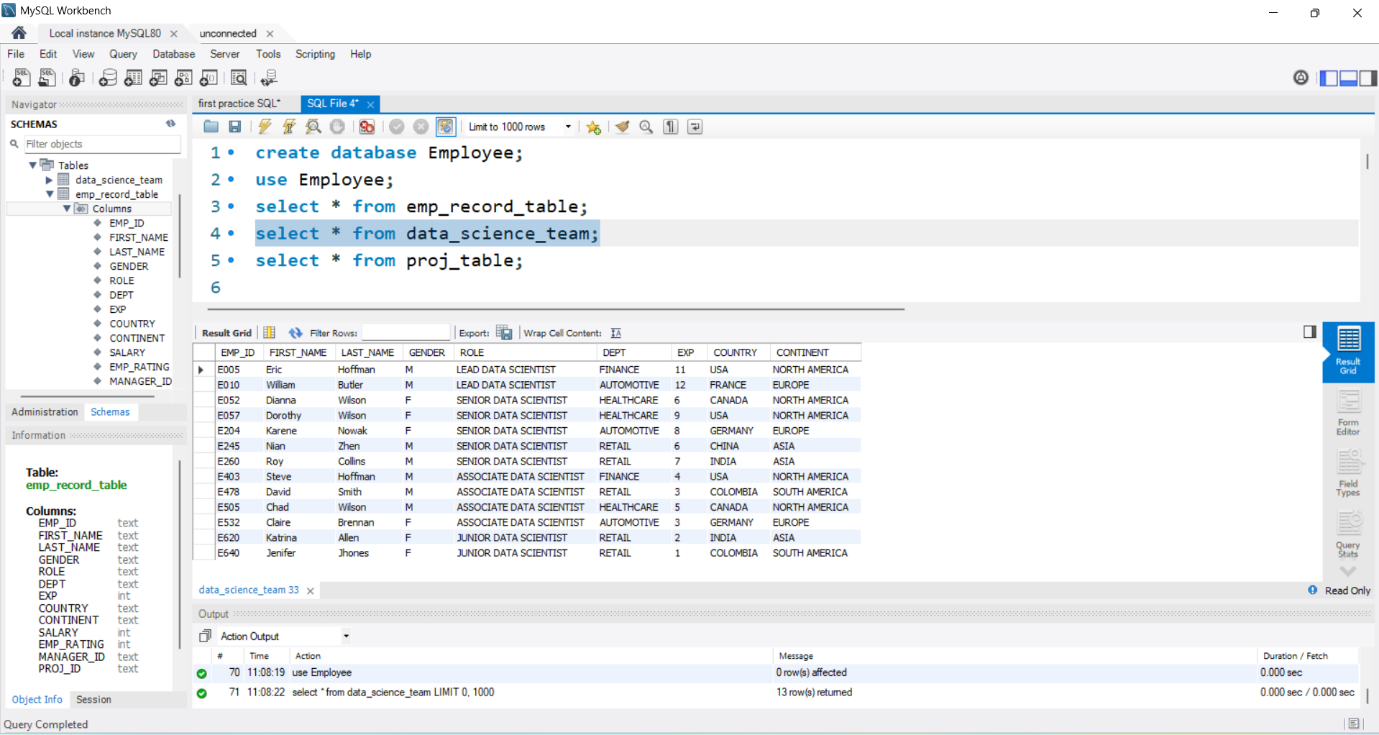 MySQL Workbench
Local instance MySQL80 × unconnected ×
File Edit View Query Database Server Tools Scripting Help
Navigator
SCHEMAS
Filter objects
Tables
data_science_team
emp_record_table
Columns
EMP_ID
FIRST_NAME
LAST_NAME
GENDER
ROLE
DEPT
EXP
COUNTRY
CONTINENT
SALARY
EMP_RATING
MANAGER_ID
Administration Schemas
Information
Table:
emp_record_table
Columns:
EMP_ID text
FIRST_NAME text
LAST_NAME text
GENDER text
ROLE text
DEPT text
EXP int
COUNTRY text
CONTINENT text
SALARY int
EMP_RATING int
MANAGER_ID text
PROJ_ID text
Object Info Session
first practice SQL* SQL File 4* ×
Limit to 1000 rows
1 • create database Employee;
2 • use Employee;
3 • select * from emp_record_table;
4 • select * from data_science_team;
5 • select * from proj_table;
6
Result Grid Filter Rows: Export: Wrap Cell Content:
EMP_ID FIRST_NAME LAST_NAME GENDER ROLE DEPT EXP COUNTRY CONTINENT
E005 Eric Hoffman M LEAD DATA SCIENTIST FINANCE 11 USA NORTH AMERICA
E010 William Butler M LEAD DATA SCIENTIST AUTOMOTIVE 12 FRANCE EUROPE
E052 Dianna Wilson F SENIOR DATA SCIENTIST HEALTHCARE 6 CANADA NORTH AMERICA
E057 Dorothy Wilson F SENIOR DATA SCIENTIST HEALTHCARE 9 USA NORTH AMERICA
E204 Karene Nowak F SENIOR DATA SCIENTIST AUTOMOTIVE 8 GERMANY EUROPE
E245 Nian Zhen M SENIOR DATA SCIENTIST RETAIL 6 CHINA ASIA
E260 Roy Collins M SENIOR DATA SCIENTIST RETAIL 7 INDIA ASIA
E403 Steve Hoffman M ASSOCIATE DATA SCIENTIST FINANCE 4 USA NORTH AMERICA
E478 David Smith M ASSOCIATE DATA SCIENTIST RETAIL 3 COLOMBIA SOUTH AMERICA
E505 Chad Wilson M ASSOCIATE DATA SCIENTIST HEALTHCARE 5 CANADA NORTH AMERICA
E532 Claire Brennan F ASSOCIATE DATA SCIENTIST AUTOMOTIVE 3 GERMANY EUROPE
E620 Katrina Allen F JUNIOR DATA SCIENTIST RETAIL 2 INDIA ASIA
E640 Jenifer Jhones F JUNIOR DATA SCIENTIST RETAIL 1 COLOMBIA SOUTH AMERICA
Result
Grid
Form
Editor
Field
Types
Query
Stats
data_science_team 33 × Read Only
Output
Action Output
# Time Action Message Duration / Fetch
70 11:08:19 use Employee 0 row(s) affected 0.000 sec
71 11:08:22 select * from data_science_team LIMIT 0, 1000 13 row(s) returned 0.000 sec / 0.000 sec
Query Completed